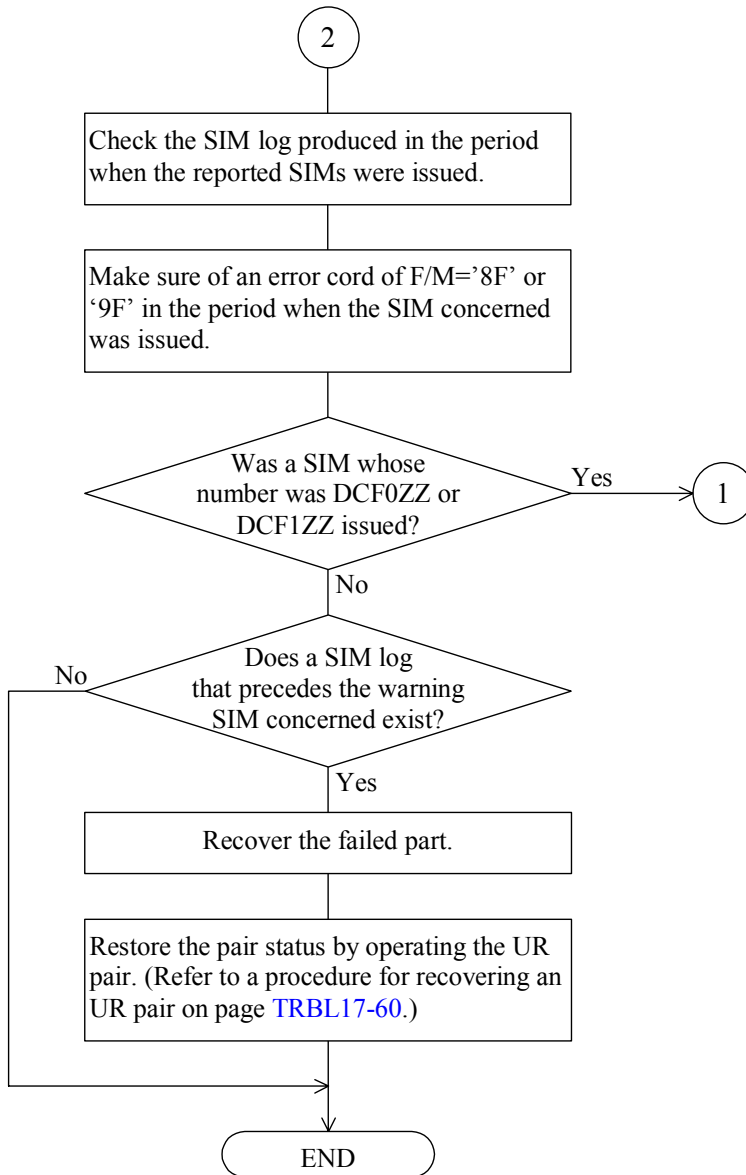 2
Check the SIM log produced in the period
when the reported SIMs were issued.
Make sure of an error cord of F/M=’8F’ or
‘9F’ in the period when the SIM concerned
was issued.
Was a SIM whose
number was DCF0ZZ or
DCF1ZZ issued?
Yes
1
No
Does a SIM log
that precedes the warning
SIM concerned exist?
No
Yes
Recover the failed part.
Restore the pair status by operating the UR
pair. (Refer to a procedure for recovering an
UR pair on page TRBL17-60.)
END